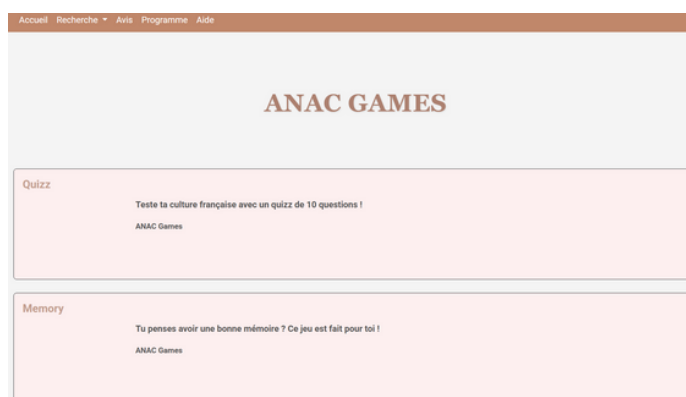 Accueil Recherche Avis Programme Aide
ANAC GAMES
Quizz
Teste ta culture française avec un quizz de 10 questions !
ANAC Games
Memory
Tu penses avoir une bonne mémoire ? Ce jeu est fait pour toi !
ANAC Games